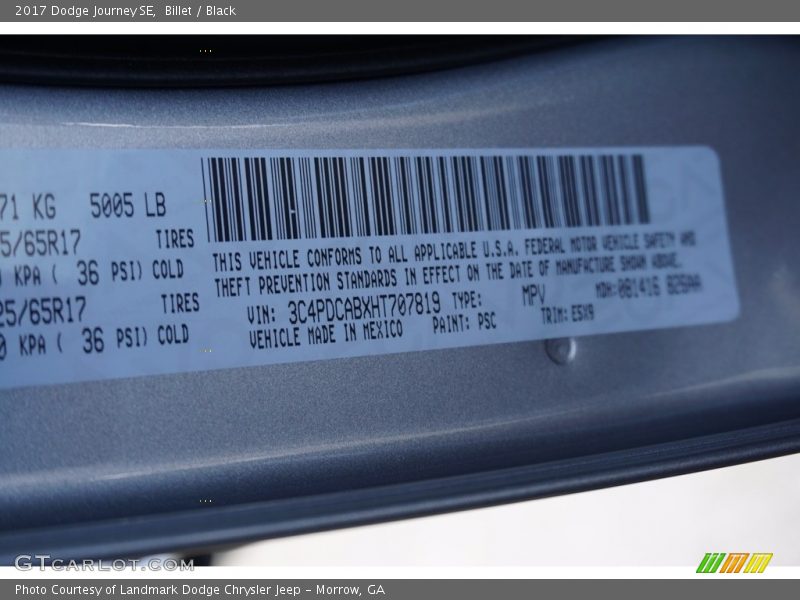 2017 Dodge Journey SE, Billet / Black
71 KG 5005 LB
5/65R17 TIRES
KPA ( 36 PSI) COLD
25/65R17 TIRES
0 KPA ( 36 PSI) COLD
THIS VEHICLE CONFORMS TO ALL APPLICABLE U.S.A. FEDERAL MOTOR VEHICLE SAFETY AND
THEFT PREVENTION STANDARDS IN EFFECT ON THE DATE OF MANUFACTURE SHOWN ABOVE.
VIN: 3C4PDCABXHT707819 TYPE: MPV MDH:081416
VEHICLE MADE IN MEXICO PAINT: PSC TRIM:
GTcarlot.com
Photo Courtesy of Landmark Dodge Chrysler Jeep – Morrow, GA